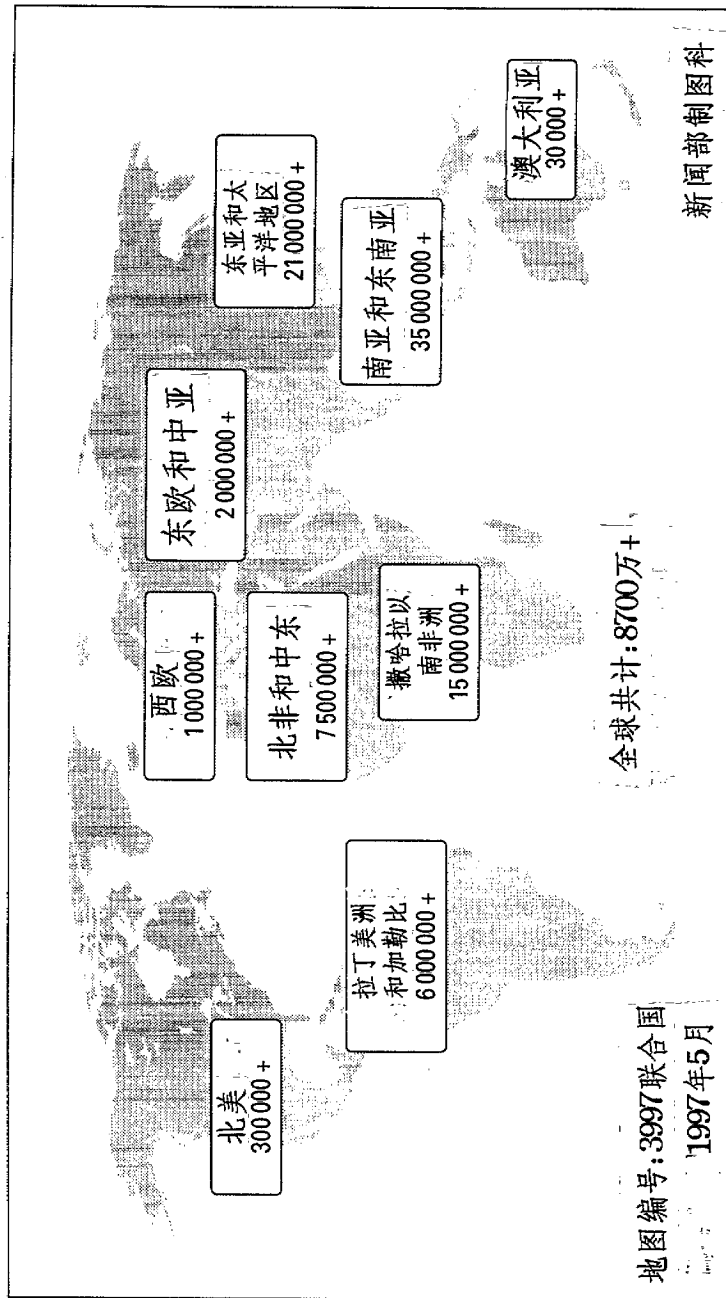 北美
300 000 +
西欧
1 000 000 +
东欧和中亚
2 000 000 +
东亚和太
平洋地区
21 000 000 +
北非和中东
7 500 000 +
南亚和东南亚
35 000 000 +
拉丁美洲
和加勒比
6 000 000 +
撒哈拉以
南非洲
15 000 000 +
澳大利亚
30 000 +
全球共计:8700万+
地图编号:3997联合国
1997年5月
新闻部制图科